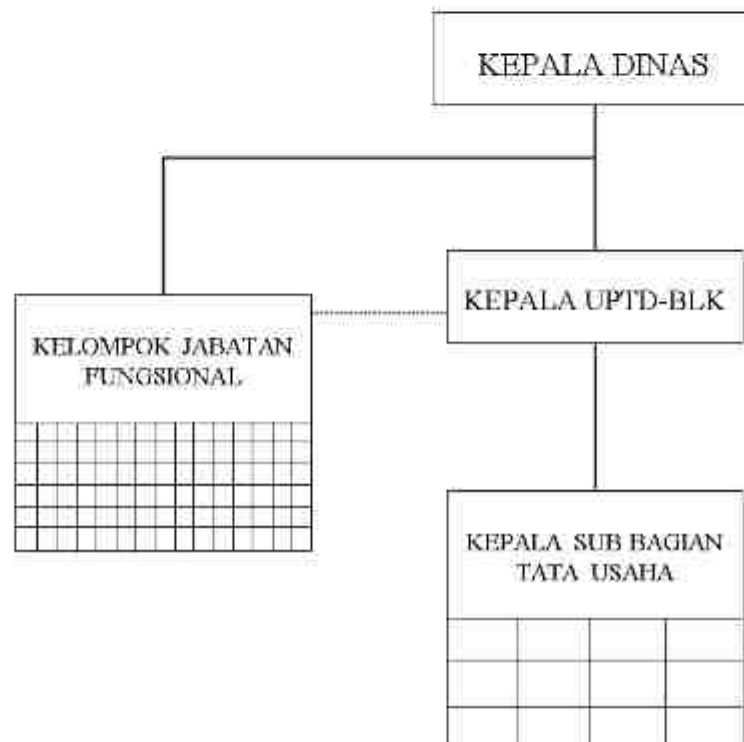 KEPALA DINAS
KEPALA UPTD-BLK
KELOMPOK JABATAN
FUNGSIONAL
KEPALA SUB BAGIAN
TATA USAHA